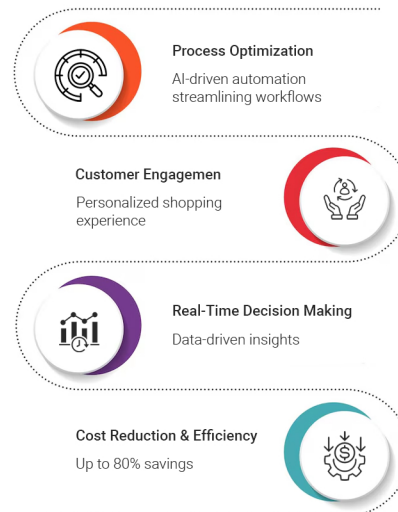 Process Optimization
AI-driven automation
streamlining workflows
Customer Engagemen
Personalized shopping
experience
Real-Time Decision Making
Data-driven insights
Cost Reduction & Efficiency
Up to 80% savings